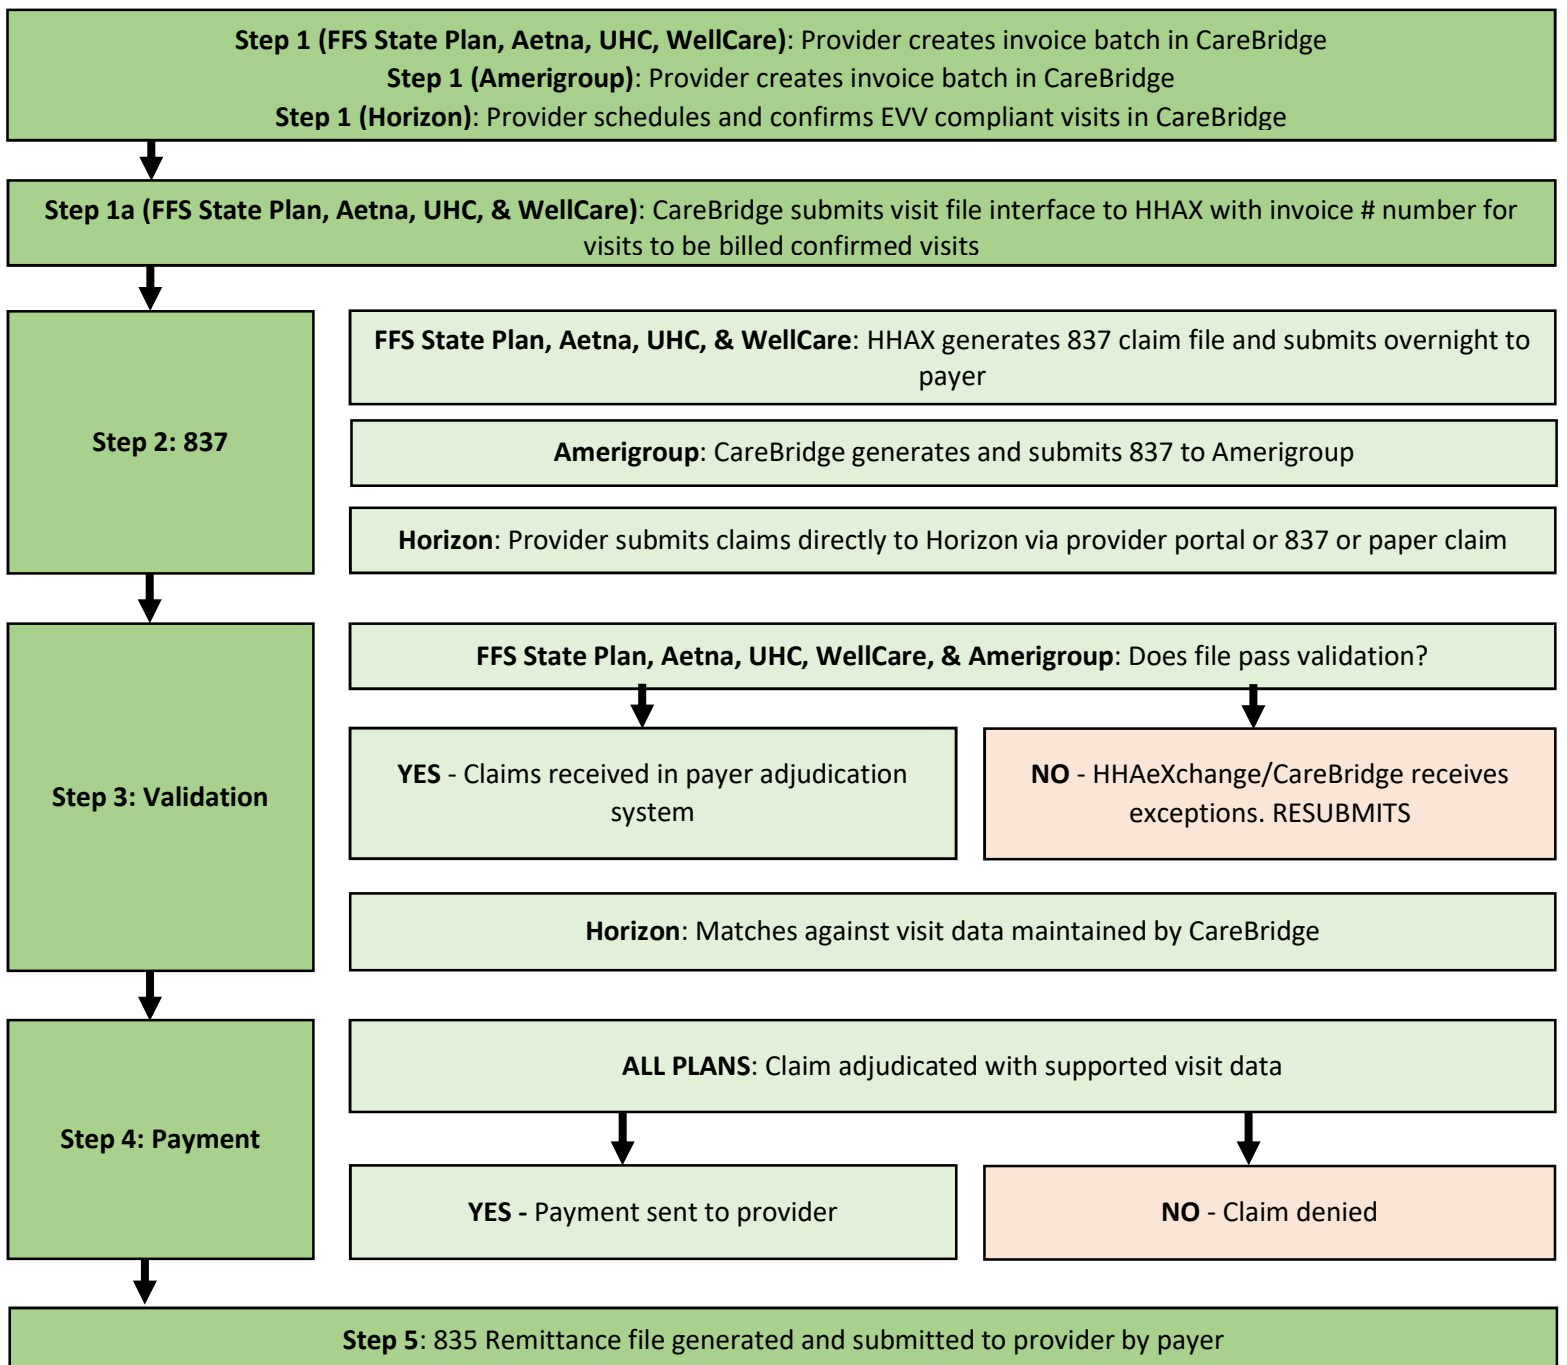 Step 1 (FFS State Plan, Aetna, UHC, WellCare): Provider creates invoice batch in CareBridge
Step 1 (Amerigroup): Provider creates invoice batch in CareBridge
Step 1 (Horizon): Provider schedules and confirms EVV compliant visits in CareBridge
Step 1a (FFS State Plan, Aetna, UHC, & WellCare): CareBridge submits visit file interface to HHAX with invoice # number for
visits to be billed confirmed visits
Step 2: 837
FFS State Plan, Aetna, UHC, & WellCare: HHAX generates 837 claim file and submits overnight to
payer
Amerigroup: CareBridge generates and submits 837 to Amerigroup
Horizon: Provider submits claims directly to Horizon via provider portal or 837 or paper claim
Step 3: Validation
FFS State Plan, Aetna, UHC, WellCare, & Amerigroup: Does file pass validation?
YES - Claims received in payer adjudication
system
NO - HHAeXchange/CareBridge receives
exceptions. RESUBMITS
Horizon: Matches against visit data maintained by CareBridge
Step 4: Payment
ALL PLANS: Claim adjudicated with supported visit data
YES - Payment sent to provider
NO - Claim denied
Step 5: 835 Remittance file generated and submitted to provider by payer